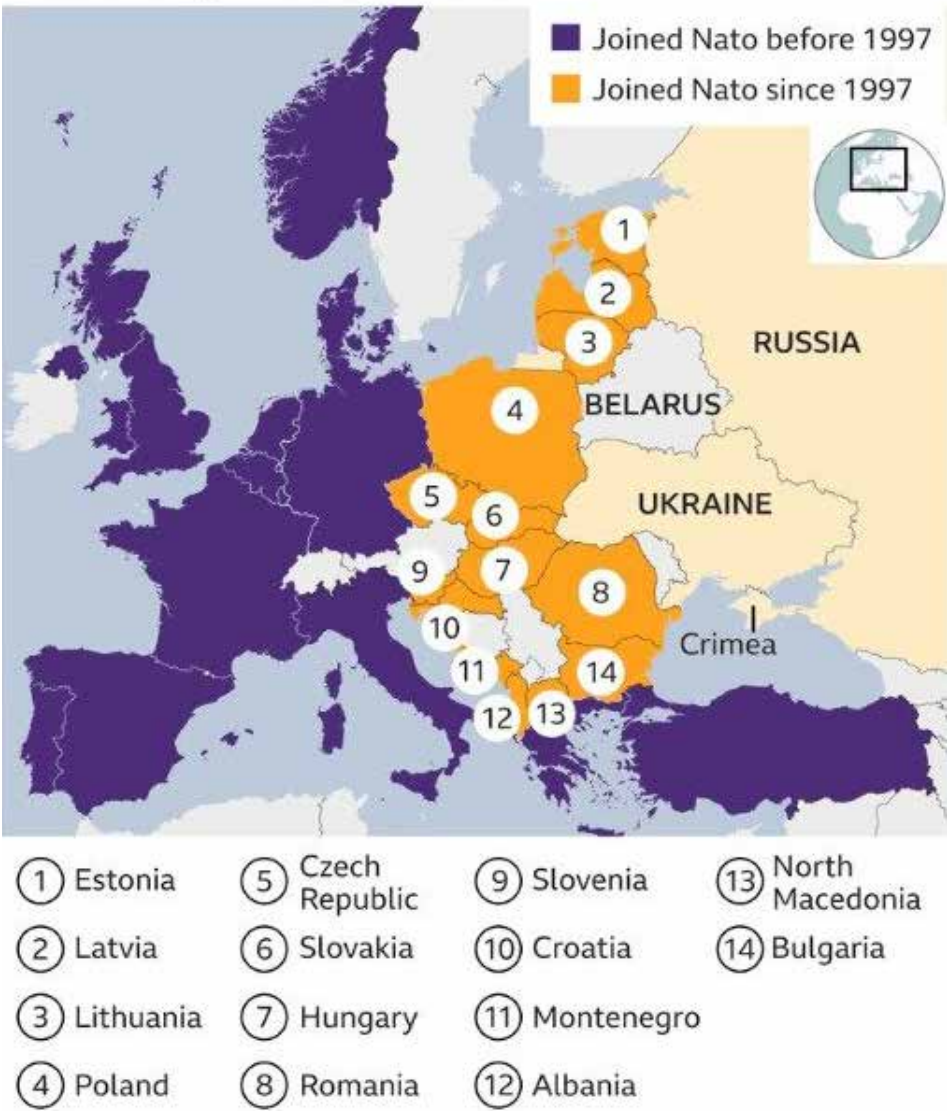 Joined Nato before 1997
Joined Nato since 1997
1
2
3
RUSSIA
4
BELARUS
5
6
UKRAINE
9
7
8
10
Crimea
11
14
12
13
1 Estonia
2 Latvia
3 Lithuania
4 Poland
5 Czech
Republic
6 Slovakia
7 Hungary
8 Romania
9 Slovenia
10 Croatia
11 Montenegro
12 Albania
13 North
Macedonia
14 Bulgaria